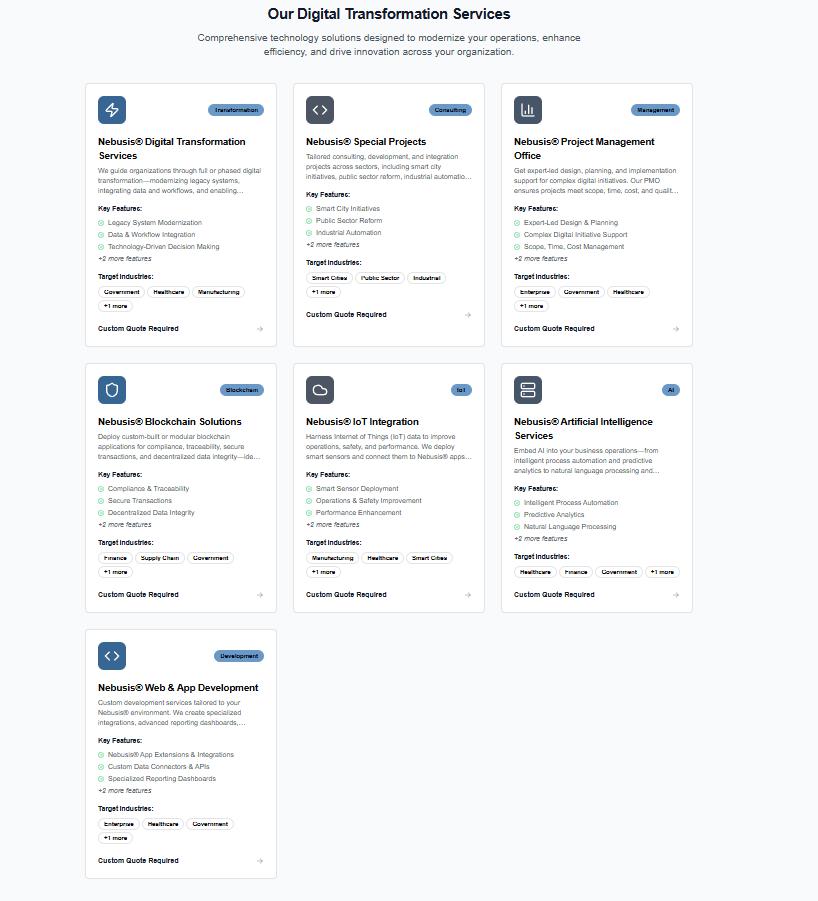 Our Digital Transformation Services
Comprehensive technology solutions designed to modernize your operations, enhance
efficiency, and drive innovation across your organization.
Transformation
Nebusis® Digital Transformation
Services
We guide organizations through full or phased digital
transformation—modernizing legacy systems,
integrating data and workflows, and enabling...
Key Features:
Legacy System Modernization
Data & Workflow Integration
Technology-Driven Decision Making
+2 more features
Target Industries:
Government Healthcare Manufacturing
+1 more
Custom Quote Required
Consulting
Nebusis® Special Projects
Tailored consulting, development, and integration
projects across sectors, including smart city
initiatives, public sector reform, industrial automatio...
Key Features:
Smart City Initiatives
Public Sector Reform
Industrial Automation
+2 more features
Target Industries:
Smart Cities Public Sector Industrial
+1 more
Custom Quote Required
Management
Nebusis® Project Management
Office
Get expert-led design, planning, and implementation
support for complex digital initiatives. Our PMO
ensures projects meet scope, time, cost, and qualit...
Key Features:
Expert-Led Design & Planning
Complex Digital Initiative Support
Scope, Time, Cost Management
+2 more features
Target Industries:
Enterprise Government Healthcare
+1 more
Custom Quote Required
Blockchain
Nebusis® Blockchain Solutions
Deploy custom-built or modular blockchain
applications for compliance, traceability, secure
transactions, and decentralized data integrity—ide...
Key Features:
Compliance & Traceability
Secure Transactions
Decentralized Data Integrity
+2 more features
Target Industries:
Finance Supply Chain Government
+1 more
Custom Quote Required
IoT
Nebusis® IoT Integration
Harness Internet of Things (IoT) data to improve
operations, safety, and performance. We deploy
smart sensors and connect them to Nebusis® apps...
Key Features:
Smart Sensor Deployment
Operations & Safety Improvement
Performance Enhancement
+2 more features
Target Industries:
Manufacturing Healthcare Smart Cities
+1 more
Custom Quote Required
AI
Nebusis® Artificial Intelligence
Services
Embed AI into your business operations—from
intelligent process automation and predictive
analytics to natural language processing and...
Key Features:
Intelligent Process Automation
Predictive Analytics
Natural Language Processing
+2 more features
Target Industries:
Healthcare Finance Government +1 more
Custom Quote Required
Development
Nebusis® Web & App Development
Custom development services tailored to your
Nebusis® environment. We create specialized
integrations, advanced reporting dashboards,...
Key Features:
Nebusis® App Extensions & Integrations
Custom Data Connectors & APIs
Specialized Reporting Dashboards
+2 more features
Target Industries:
Enterprise Healthcare Government
+1 more
Custom Quote Required